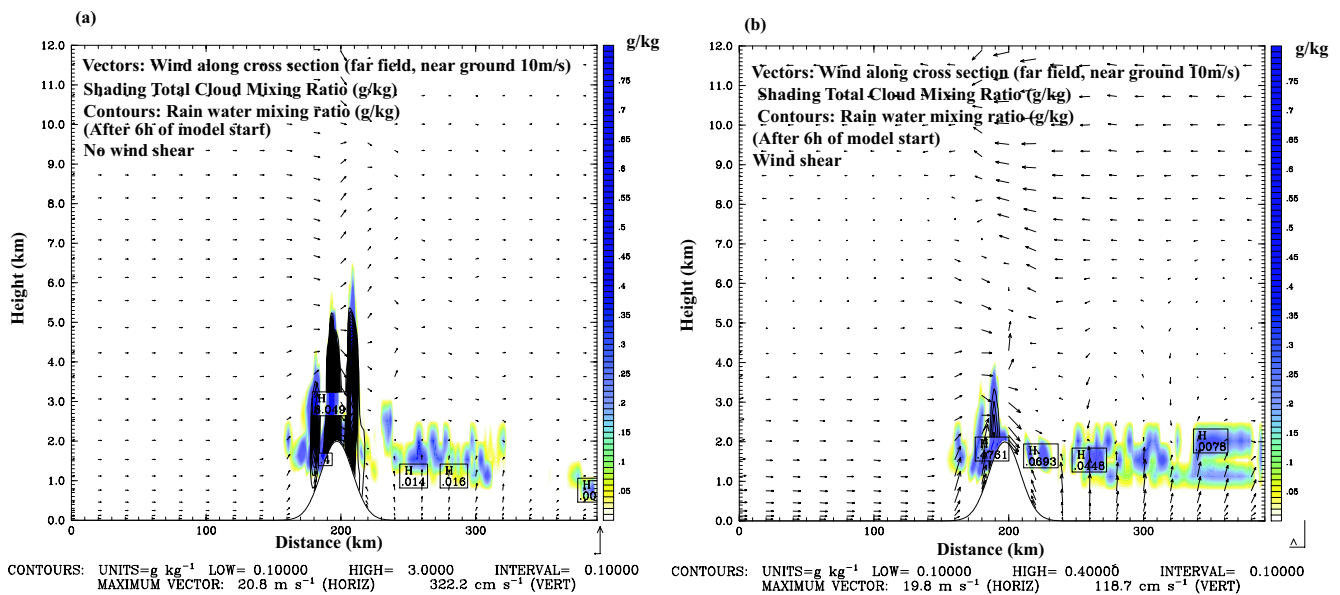 (a)
g/kg
12.0
11.0
10.0
9.0
8.0
7.0
6.0
5.0
4.0
3.0
2.0
1.0
0.0
Height (km)
Vectors: Wind along cross section (far field, near ground 10m/s)
Shading Total Cloud Mixing Ratio (g/kg)
Contours: Rain water mixing ratio (g/kg)
(After 6h of model start)
No wind shear
H
H
.014
H
.016
H
.00
0
100
200
300
Distance (km)
.75
.7
.65
.6
.55
.5
.45
.4
.35
.3
.25
.2
.15
.1
.05
CONTOURS: UNITS=g kg⁻¹ LOW= 0.10000 HIGH= 3.0000 INTERVAL= 0.10000
MAXIMUM VECTOR: 20.8 m s⁻¹ (HORIZ) 322.2 cm s⁻¹ (VERT)
(b)
g/kg
12.0
11.0
10.0
9.0
8.0
7.0
6.0
5.0
4.0
3.0
2.0
1.0
0.0
Height (km)
Vectors: Wind along cross section (far field, near ground 10m/s)
Shading Total Cloud Mixing Ratio (g/kg)
Contours: Rain water mixing ratio (g/kg)
(After 6h of model start)
Wind shear
H
H
.0693
H
.0448
H
.0078
0
100
200
300
Distance (km)
.75
.7
.65
.6
.55
.5
.45
.4
.35
.3
.25
.2
.15
.1
.05
CONTOURS: UNITS=g kg⁻¹ LOW= 0.10000 HIGH= 0.40000 INTERVAL= 0.10000
MAXIMUM VECTOR: 19.8 m s⁻¹ (HORIZ) 118.7 cm s⁻¹ (VERT)